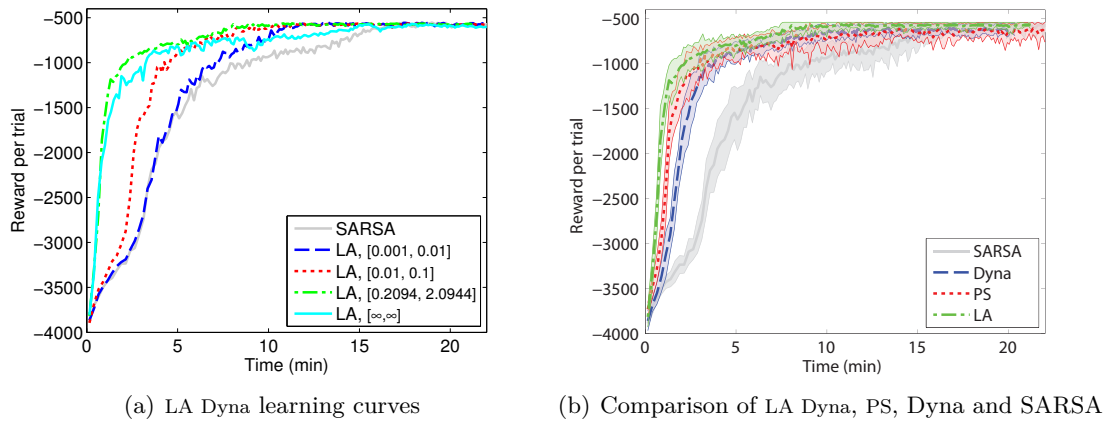 −500
−1000
−1500
−2000
−2500
−3000
−3500
−4000
Reward per trial
0
5
10
15
20
Time (min)
SARSA
LA, [0.001, 0.01]
LA, [0.01, 0.1]
LA, [0.2094, 2.0944]
LA, [∞,∞]
(a) LA Dyna learning curves
−500
−1000
−1500
−2000
−2500
−3000
−3500
−4000
Reward per trial
0
5
10
15
20
Time (min)
SARSA
Dyna
PS
LA
(b) Comparison of LA Dyna, PS, Dyna and SARSA